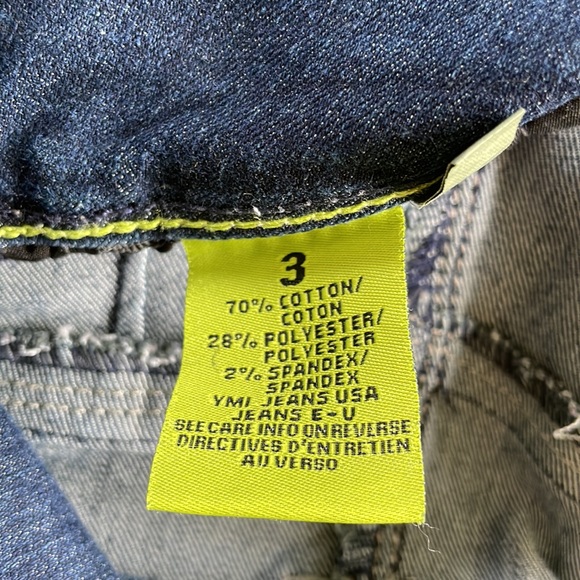 3
70% COTTON/
COTON
28% POLYESTER/
POLYESTER
2% SPANDEX/
SPANDEX
YMI JEANS USA
JEANS E-U
SEE CARE INFO ON REVERSE
DIRECTIVES D'ENTRETIEN
AU VERSO